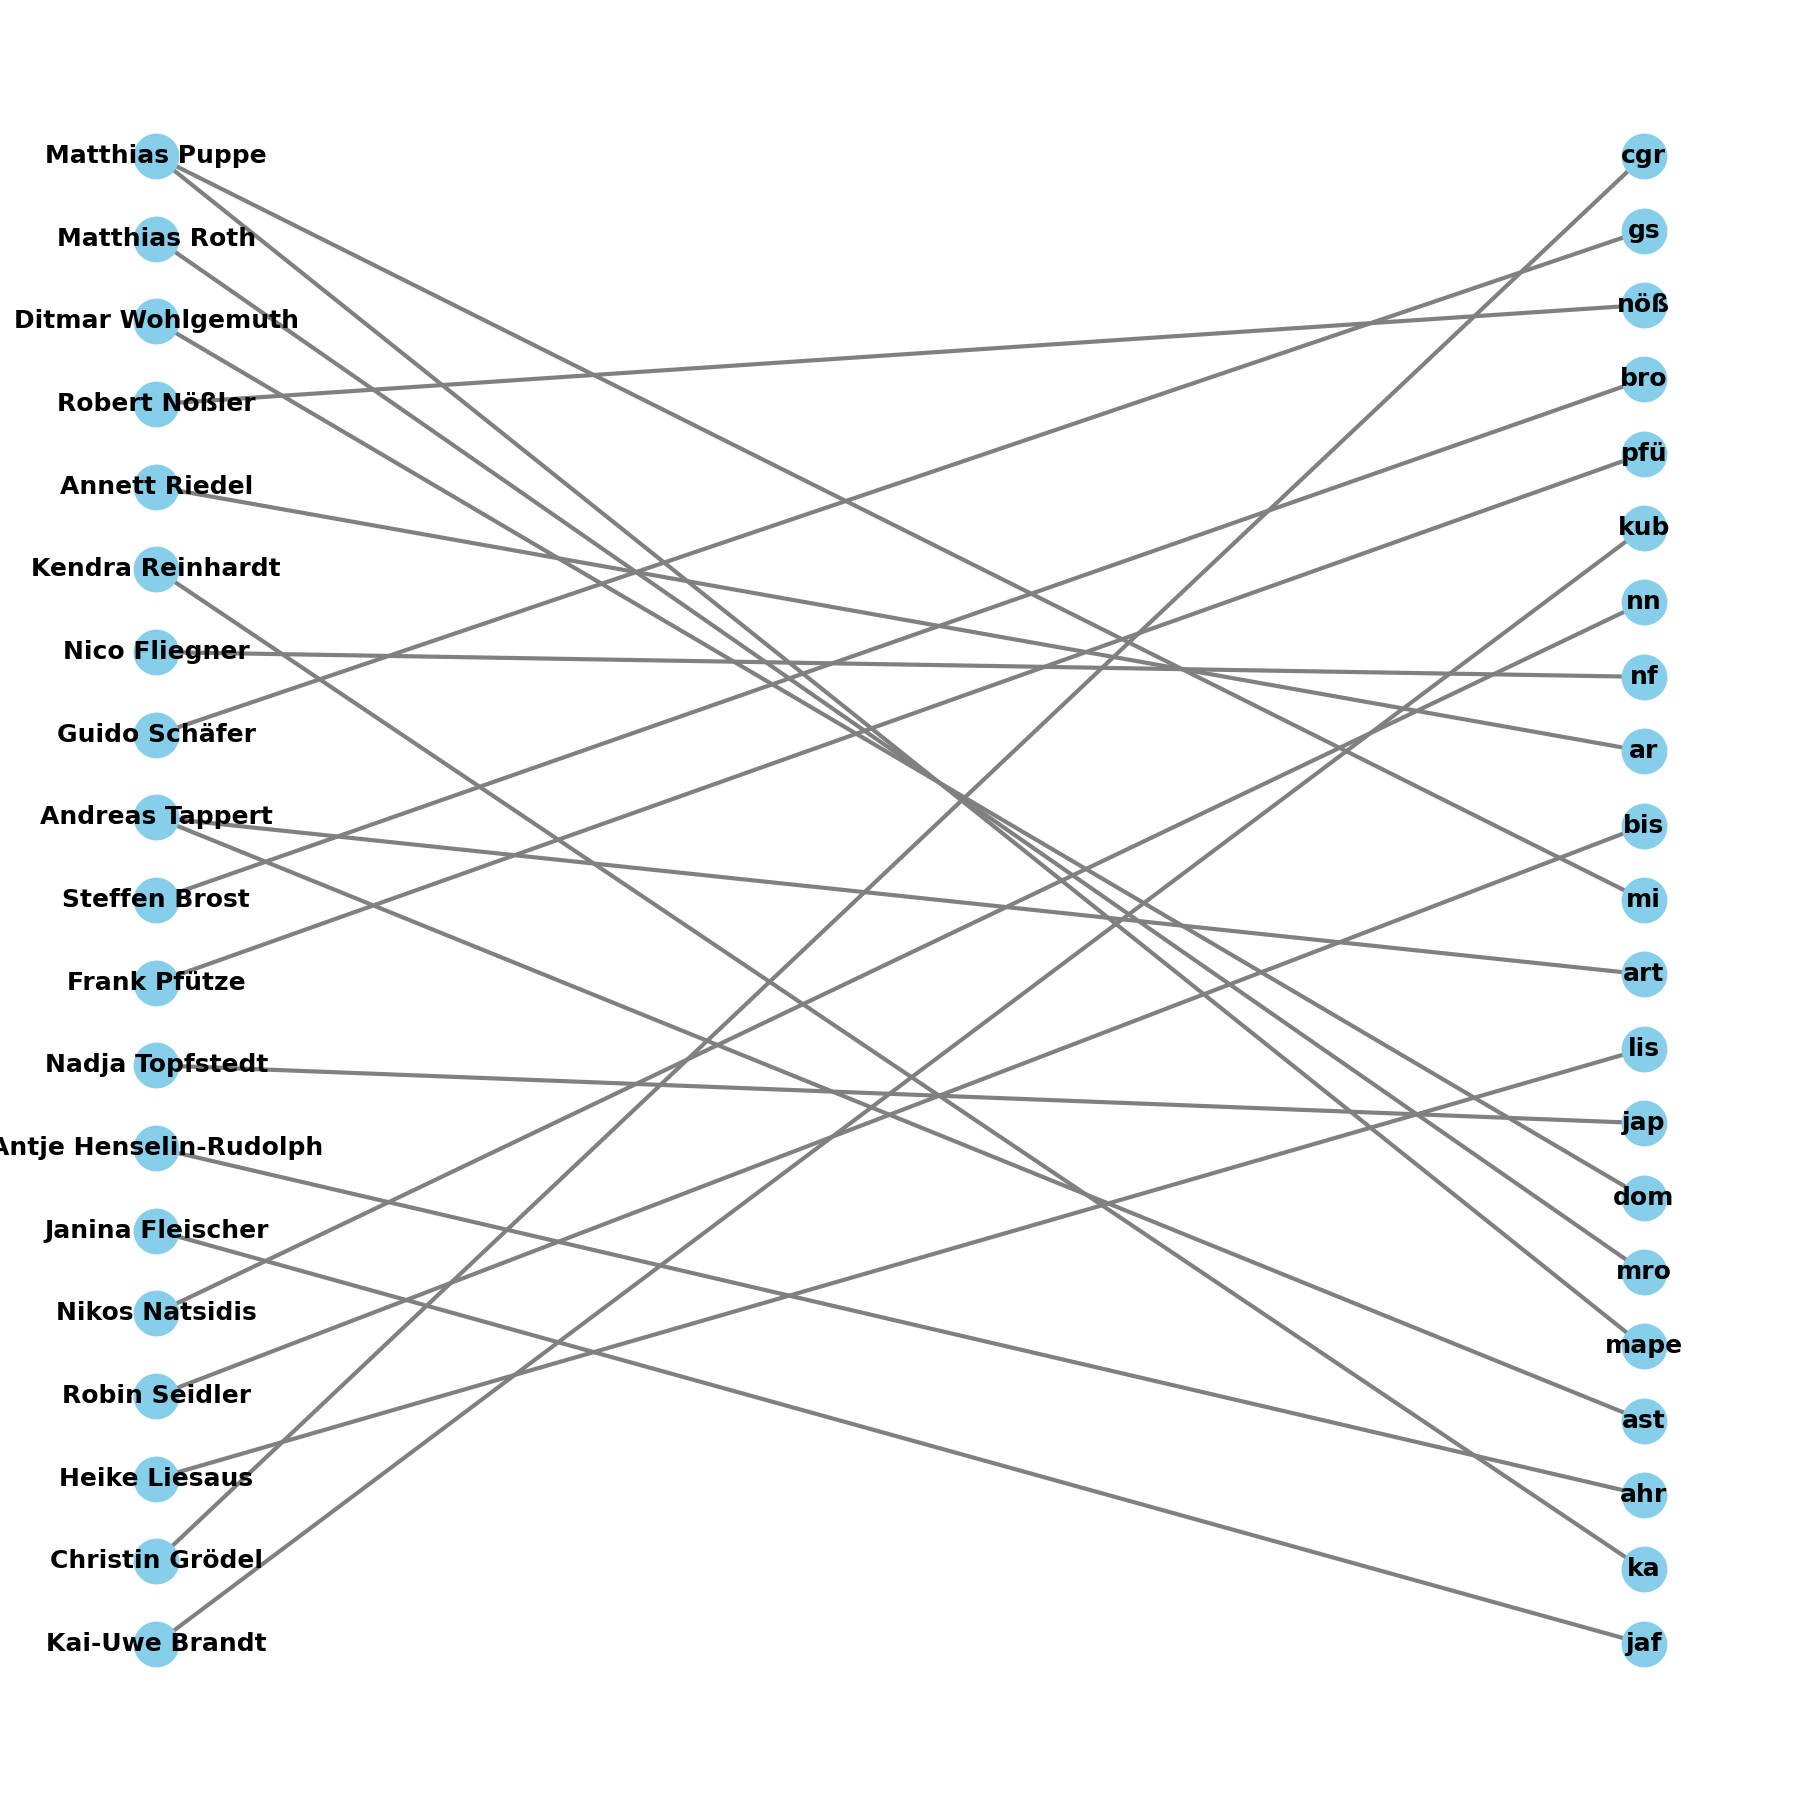 Matthias Puppe
Matthias Roth
Ditmar Wohlgemuth
Robert Nößler
Annett Riedel
Kendra Reinhardt
Nico Fliegner
Guido Schäfer
Andreas Tappert
Steffen Brost
Frank Pfütze
Nadja Topfstedt
Antje Henselin-Rudolph
Janina Fleischer
Nikos Natsidis
Robin Seidler
Heike Liesaus
Christin Grödel
Kai-Uwe Brandt
cgr
gs
nöß
bro
pfü
kub
nn
nf
ar
bis
mi
art
lis
jap
dom
mro
mape
ast
ahr
ka
jaf